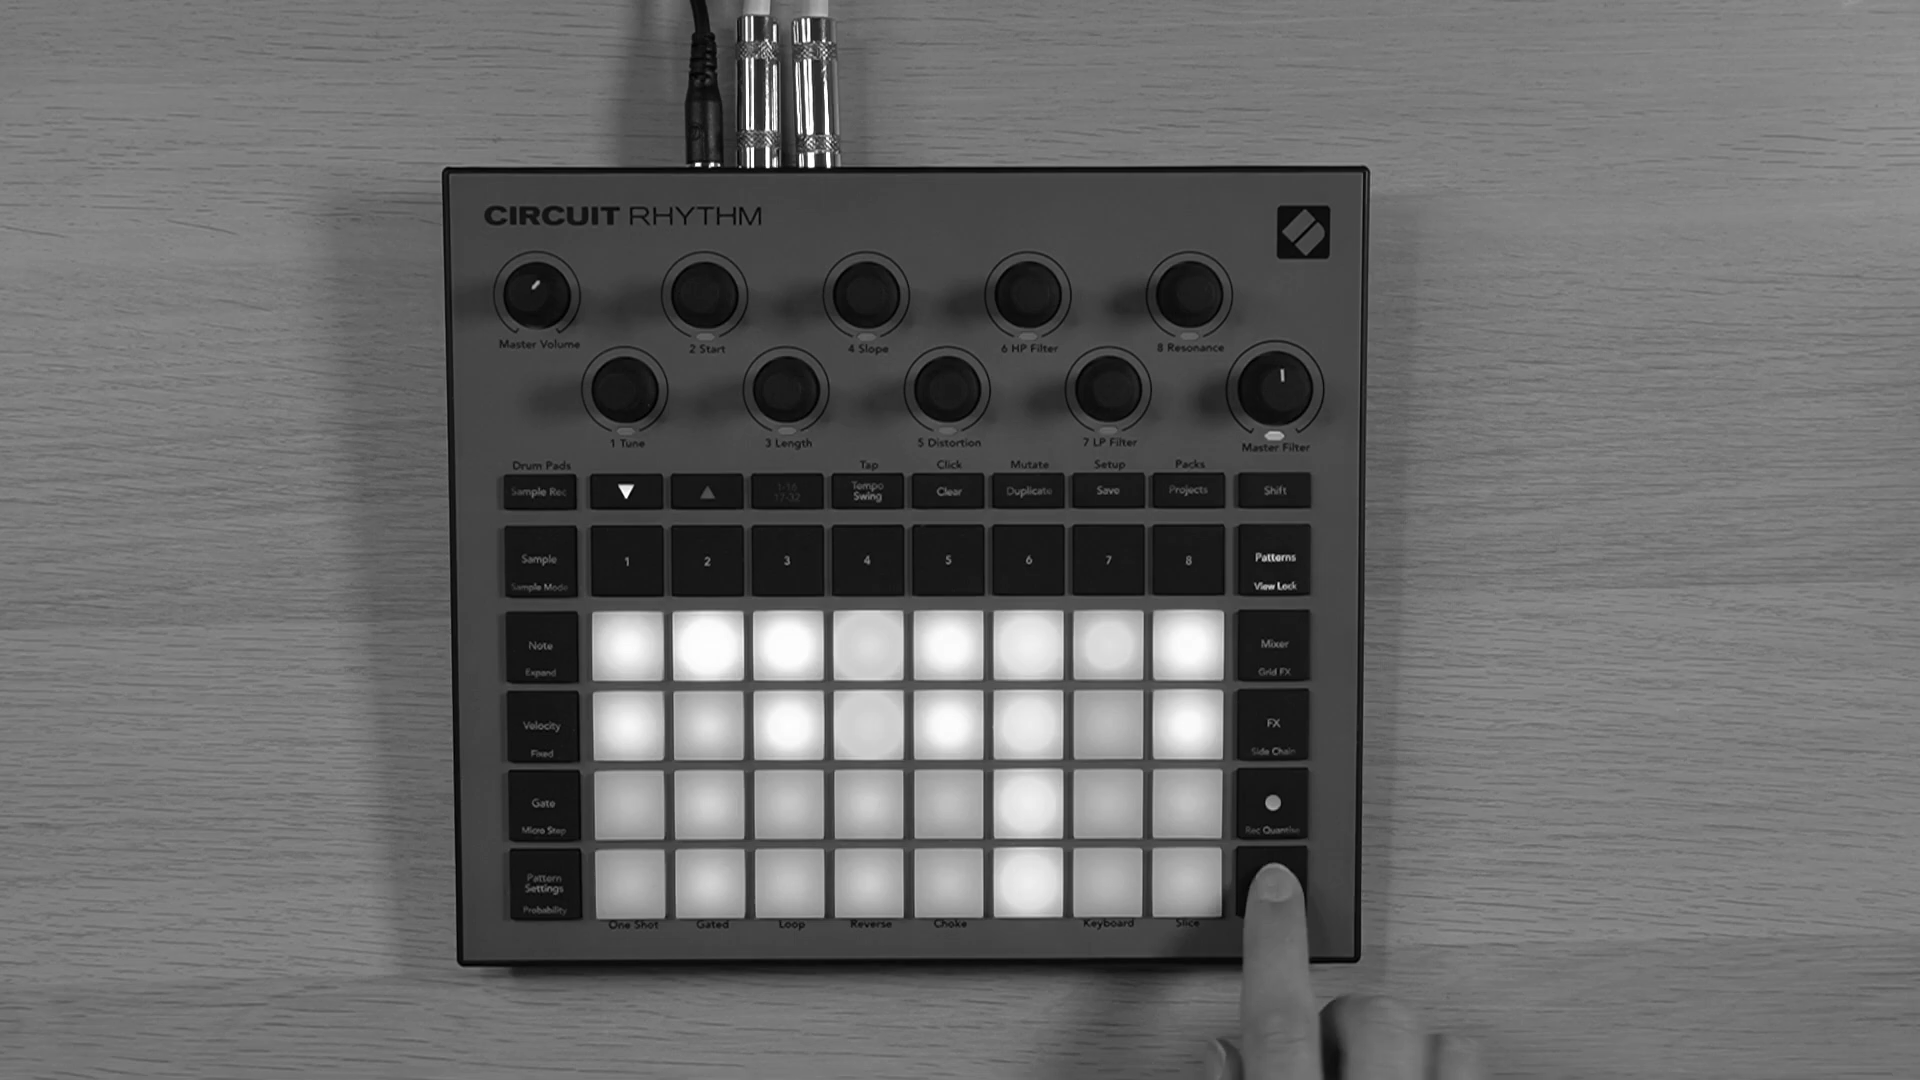 CIRCUIT RHYTHM
Master Volume
2 Start
4 Slope
6 HP Filter
8 Resonance
1 Tune
3 Length
5 Distortion
7 LP Filter
Master Filter
Drum Pads
Tap
Click
Mutate
Setup
Packs
Sample Rec
1-16
17-32
Tempo
Swing
Clear
Duplicate
Save
Projects
Shift
Sample
Sample Mode
1
2
3
4
5
6
7
8
Patterns
View Lock
Note
Expand
Mixer
Grid FX
Velocity
Fixed
FX
Side Chain
Gate
Micro Step
Rec Quantise
Pattern
Settings
Probability
One Shot
Gated
Loop
Reverse
Choke
Keyboard
Slice